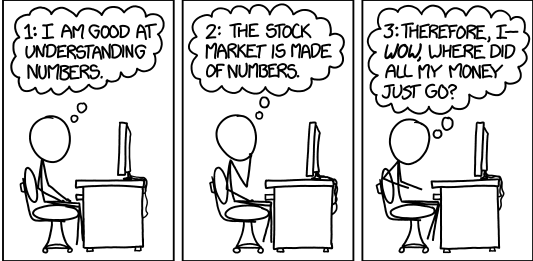 1: I AM GOOD AT
UNDERSTANDING
NUMBERS.
2: THE STOCK
MARKET IS MADE
OF NUMBERS.
3: THEREFORE, I—
WOW, WHERE DID
ALL MY MONEY
JUST GO?